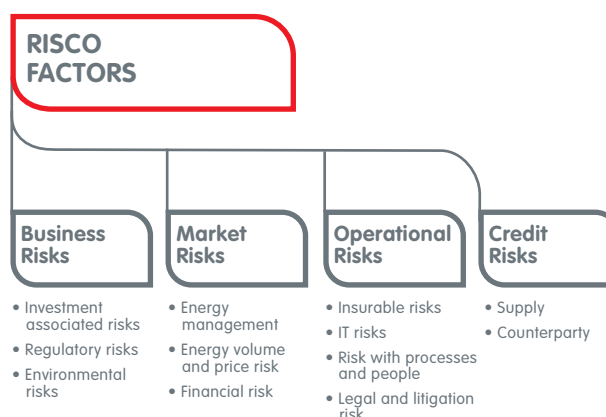 RISCO
FACTORS
Business
Risks
• Investment
associated risks
• Regulatory risks
• Environmental
risks
Market
Risks
• Energy
management
• Energy volume
and price risk
• Financial risk
Operational
Risks
• Insurable risks
• IT risks
• Risk with processes
and people
• Legal and litigation
risk
Credit
Risks
• Supply
• Counterparty